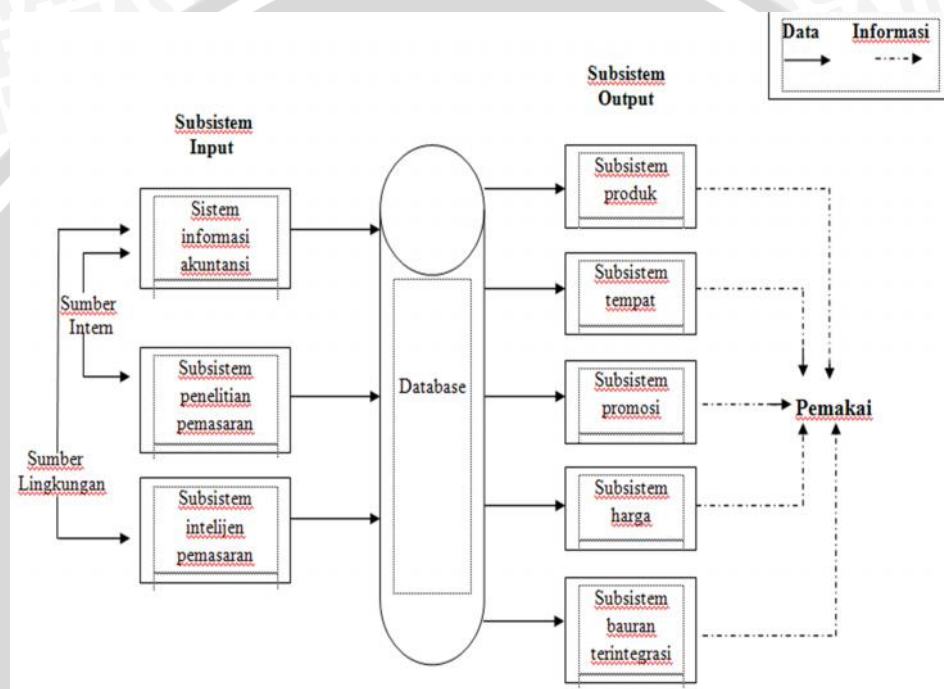 Data Informasi
Subsistem
Output
Subsistem
Input
Sistem
informasi
akuntansi
Sumber
Intern
Subsistem
penelitian
pemasaran
Sumber
Lingkungan
Subsistem
intelijen
pemasaran
Database
Subsistem
produk
Subsistem
tempat
Subsistem
promosi
Subsistem
harga
Subsistem
bauran
terintegrasi
Pemakai